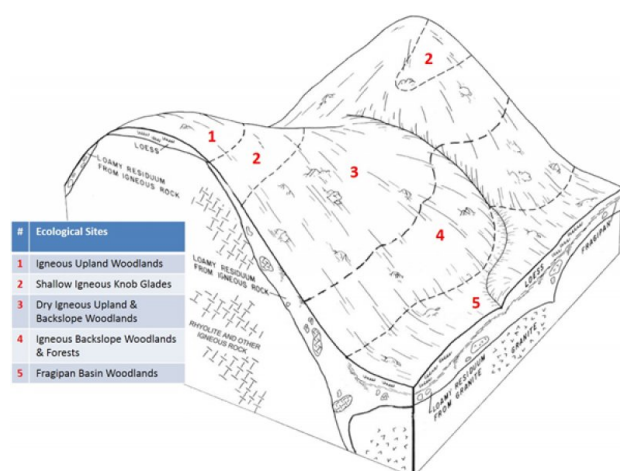 2
1
LOESS
2
LOAMY RESIDUUM
FROM IGNEOUS ROCK
3
4
# Ecological Sites
1 Igneous Upland Woodlands
2 Shallow Igneous Knob Glades
3 Dry Igneous Upland &
Backslope Woodlands
4 Igneous Backslope Woodlands
& Forests
5 Fragipan Basin Woodlands
LOAMY RESIDUUM
FROM IGNEOUS ROCK
RHYOLITE AND OTHER
IGNEOUS ROCK
5
LOESS
FRAGIPAN
GRANITE
LOAMY RESIDUUM
FROM GRANITE